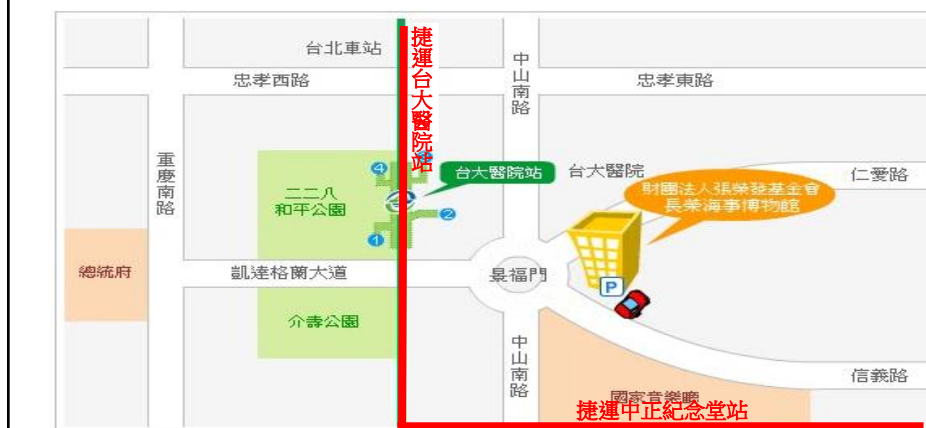 台北車站
捷運台大醫院站
中山南路
忠孝西路
忠孝東路
重慶南路
二二八
和平公園
4
3
2
1
台大醫院站
台大醫院
仁愛路
財團法人張榮發基金會
長榮海事博物館
總統府
凱達格蘭大道
景福門
P
介壽公園
中山南路
信義路
國家音樂廳
捷運中正紀念堂站